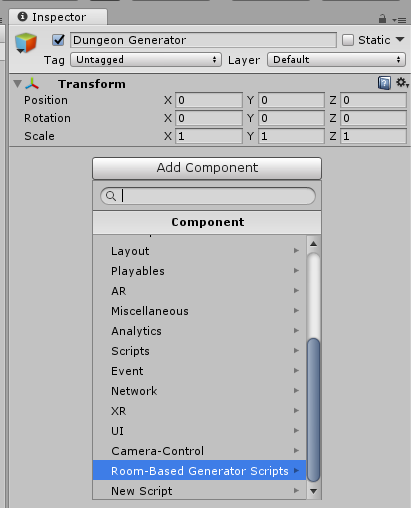 Inspector
Dungeon Generator Static
Tag Untagged Layer Default
Transform
Position X 0 Y 0 Z 0
Rotation X 0 Y 0 Z 0
Scale X 1 Y 1 Z 1
Add Component
Component
Layout
Playables
AR
Miscellaneous
Analytics
Scripts
Event
Network
XR
UI
Camera-Control
Room-Based Generator Scripts
New Script